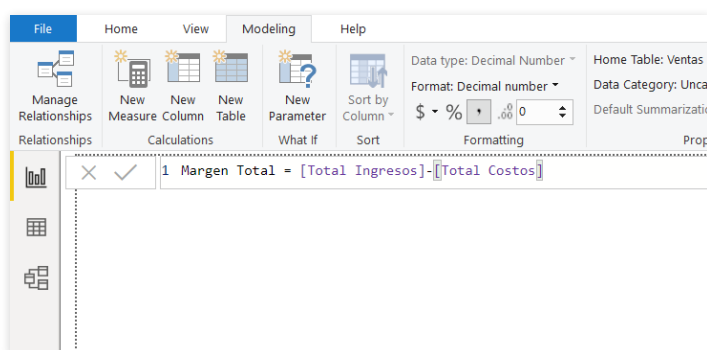 File Home View Modeling Help
Data type: Decimal Number Home Table: Ventas
Format: Decimal number Data Category: Unca
$ % , .00 0 Default Summarizatio
Manage Relationships
New Measure
New Column
New Table
New Parameter
Sort by Column
Relationships Calculations What If Sort Formatting Prop
1 Margen Total = [Total Ingresos]-[Total Costos]